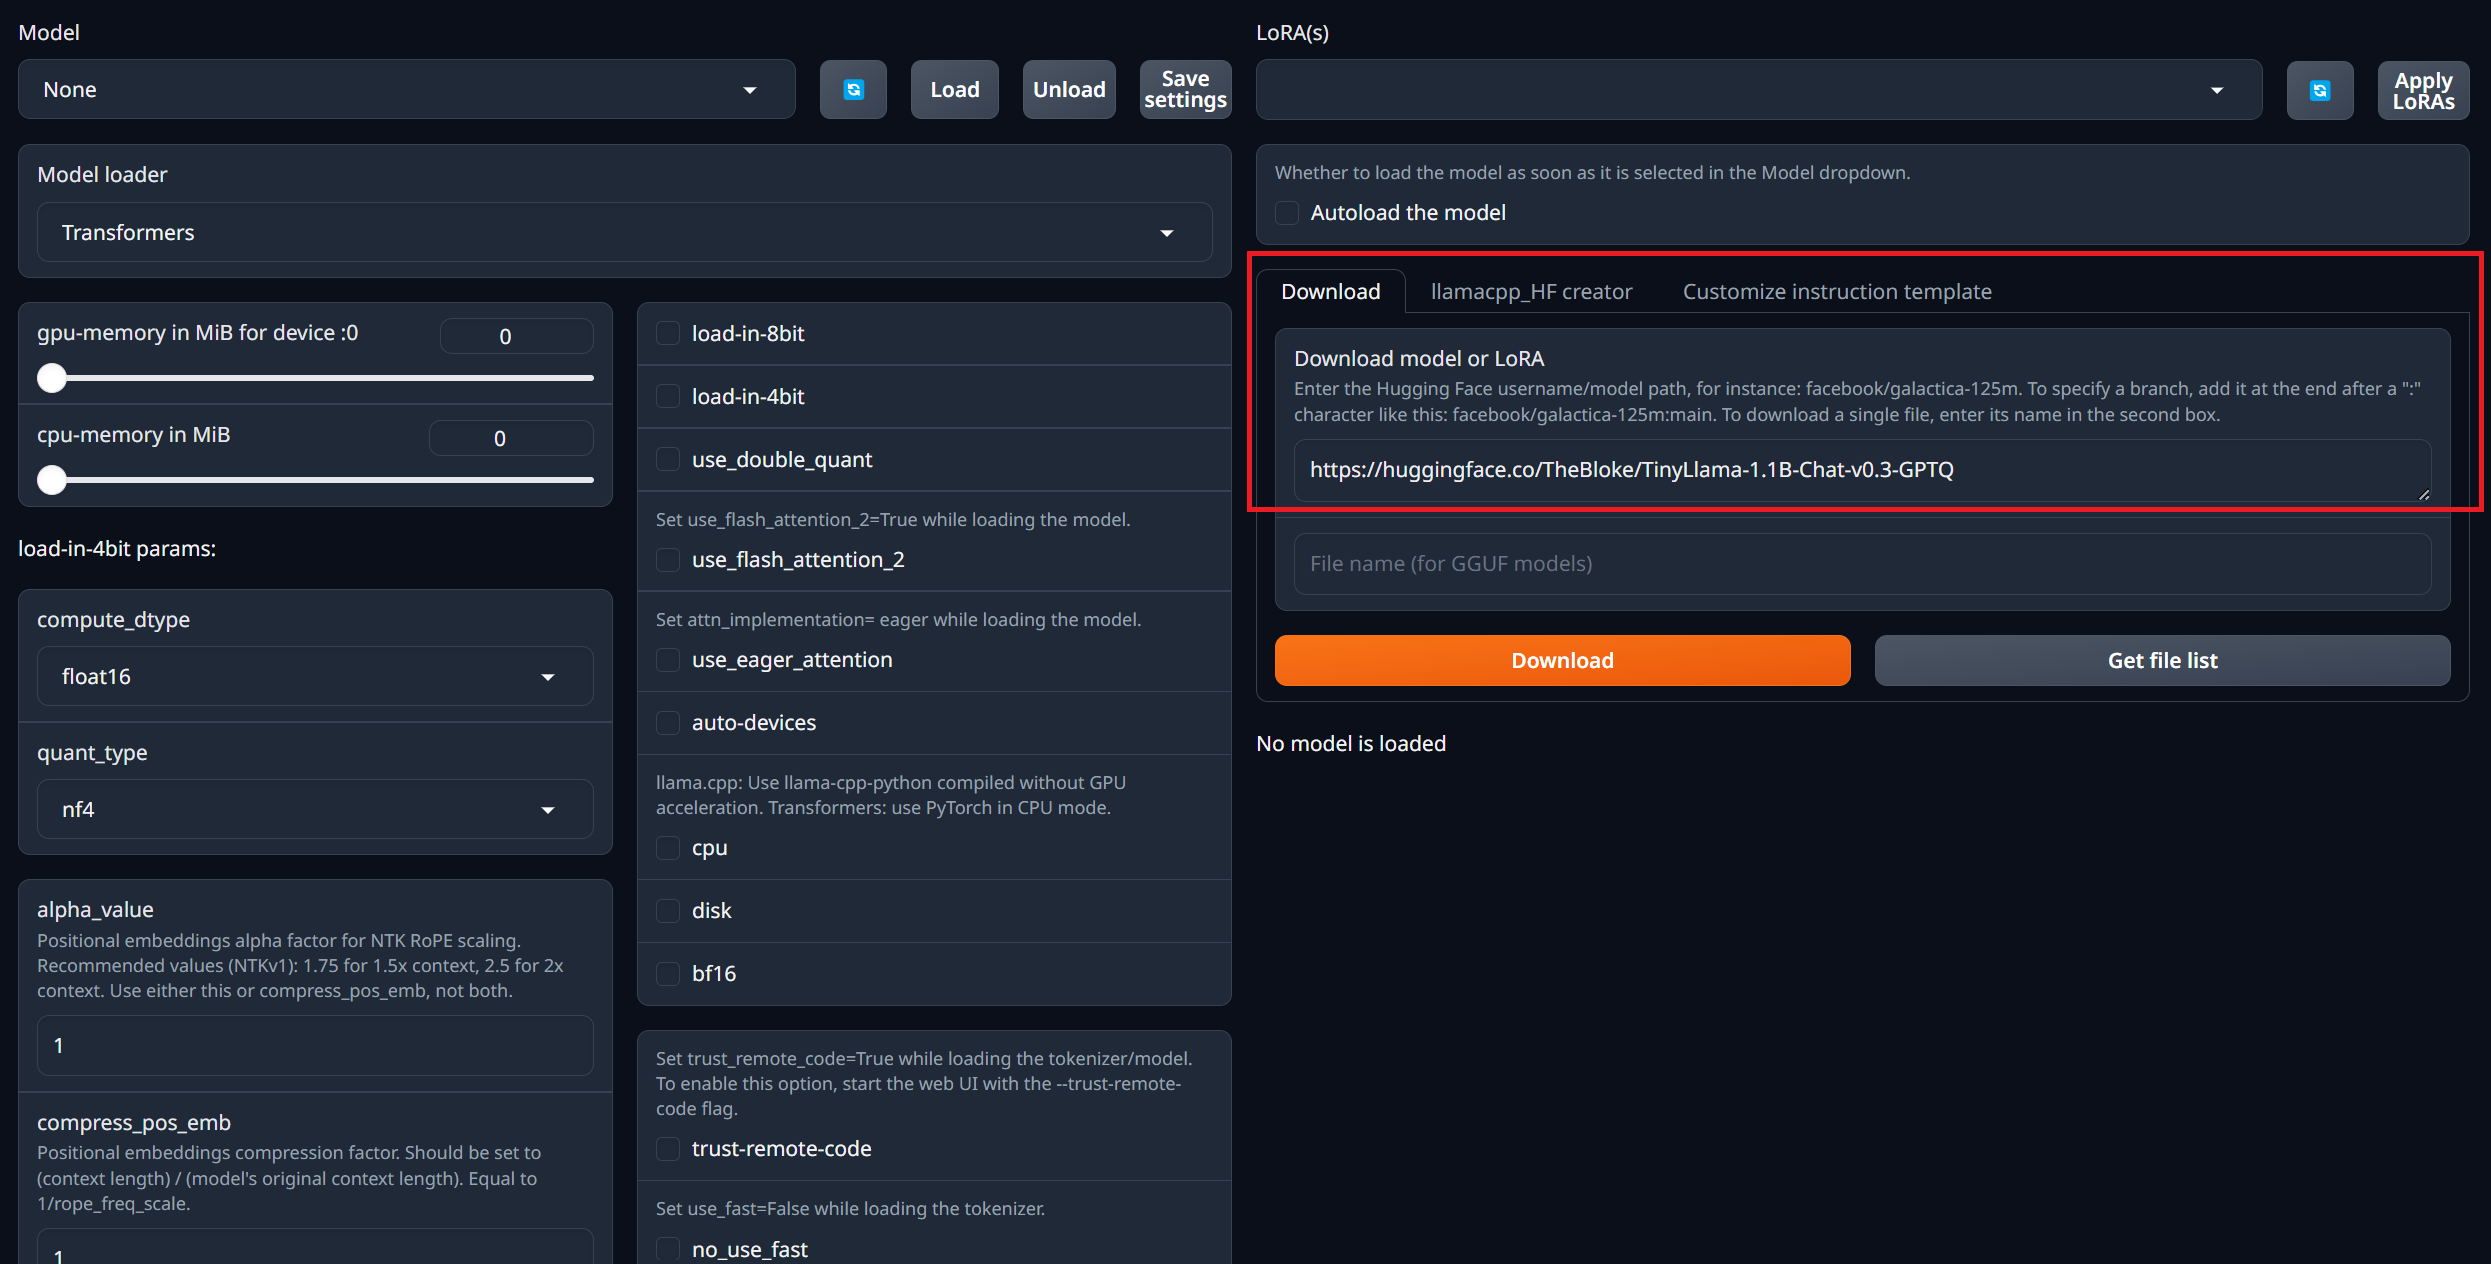 Model
None
Load
Unload
Save
settings
Model loader
Transformers
gpu-memory in MiB for device :0
0
cpu-memory in MiB
0
load-in-4bit params:
compute_dtype
float16
quant_type
nf4
alpha_value
Positional embeddings alpha factor for NTK RoPE scaling.
Recommended values (NTKv1): 1.75 for 1.5x context, 2.5 for 2x
context. Use either this or compress_pos_emb, not both.
1
compress_pos_emb
Positional embeddings compression factor. Should be set to
(context length) / (model's original context length). Equal to
1/rope_freq_scale.
1
load-in-8bit
load-in-4bit
use_double_quant
Set use_flash_attention_2=True while loading the model.
use_flash_attention_2
Set attn_implementation= eager while loading the model.
use_eager_attention
auto-devices
llama.cpp: Use llama-cpp-python compiled without GPU
acceleration. Transformers: use PyTorch in CPU mode.
cpu
disk
bf16
Set trust_remote_code=True while loading the tokenizer/model.
To enable this option, start the web UI with the --trust-remote-
code flag.
trust-remote-code
Set use_fast=False while loading the tokenizer.
no_use_fast
LoRA(s)
Apply
LoRAs
Whether to load the model as soon as it is selected in the Model dropdown.
Autoload the model
Download
llamacpp_HF creator
Customize instruction template
Download model or LoRA
Enter the Hugging Face username/model path, for instance: facebook/galactica-125m. To specify a branch, add it at the end after a ":"
character like this: facebook/galactica-125m:main. To download a single file, enter its name in the second box.
https://huggingface.co/TheBloke/TinyLlama-1.1B-Chat-v0.3-GPTQ
File name (for GGUF models)
Download
Get file list
No model is loaded